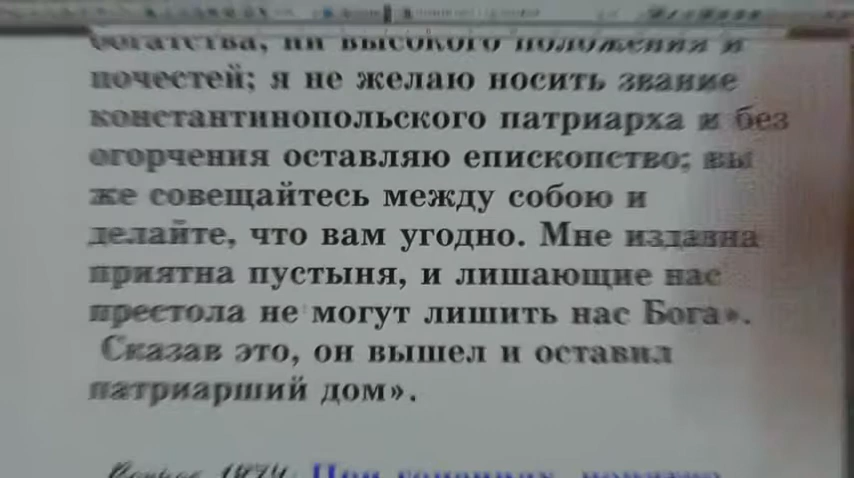 богатства, ни высокого положения и
почестей; я не желаю носить звание
константинопольского патриарха и без
огорчения оставляю епископство; вы
же совещайтесь между собою и
делайте, что вам угодно. Мне издавна
приятна пустыня, и лишающие нас
престола не могут лишить нас Бога».
Сказав это, он вышел и оставил
патриарший дом».